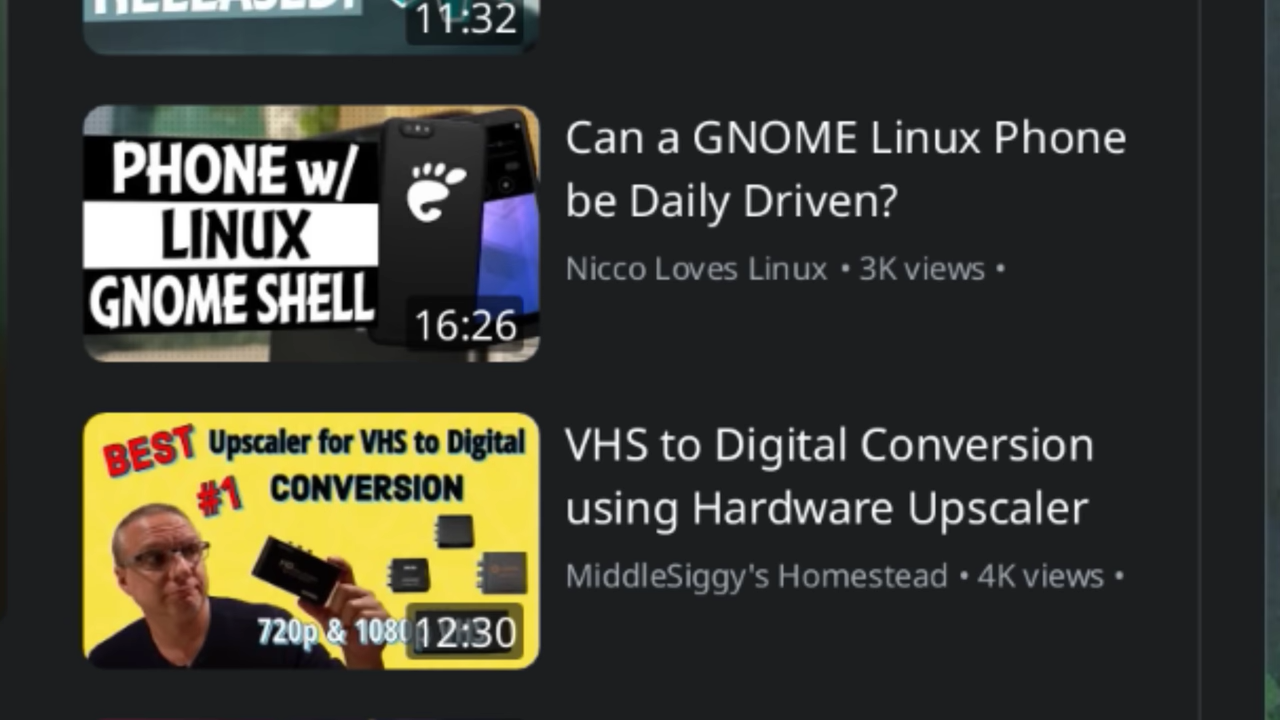 RELEASED!
11:32
PHONE w/
LINUX
GNOME SHELL
16:26
Can a GNOME Linux Phone
be Daily Driven?
Nicco Loves Linux • 3K views •
BEST Upscaler for VHS to Digital
#1 CONVERSION
720p & 1080
12:30
VHS to Digital Conversion
using Hardware Upscaler
MiddleSiggy's Homestead • 4K views •